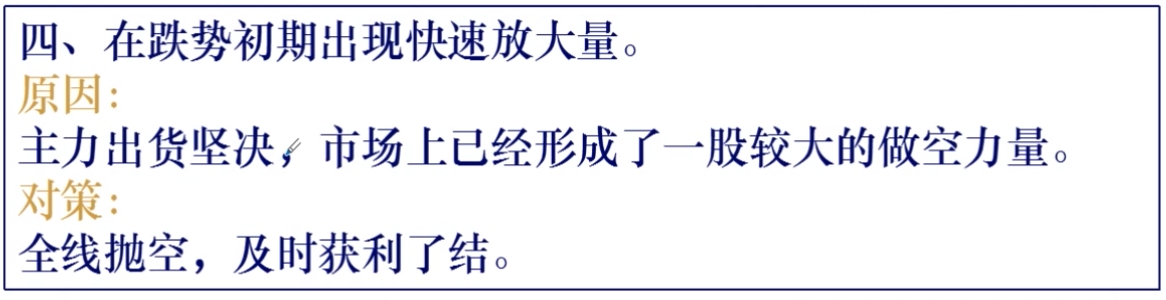 四、在跌势初期出现快速放大量。
原因：
主力出货坚决，市场上已经形成了一股较大的做空力量。
对策：
全线抛空，及时获利了结。